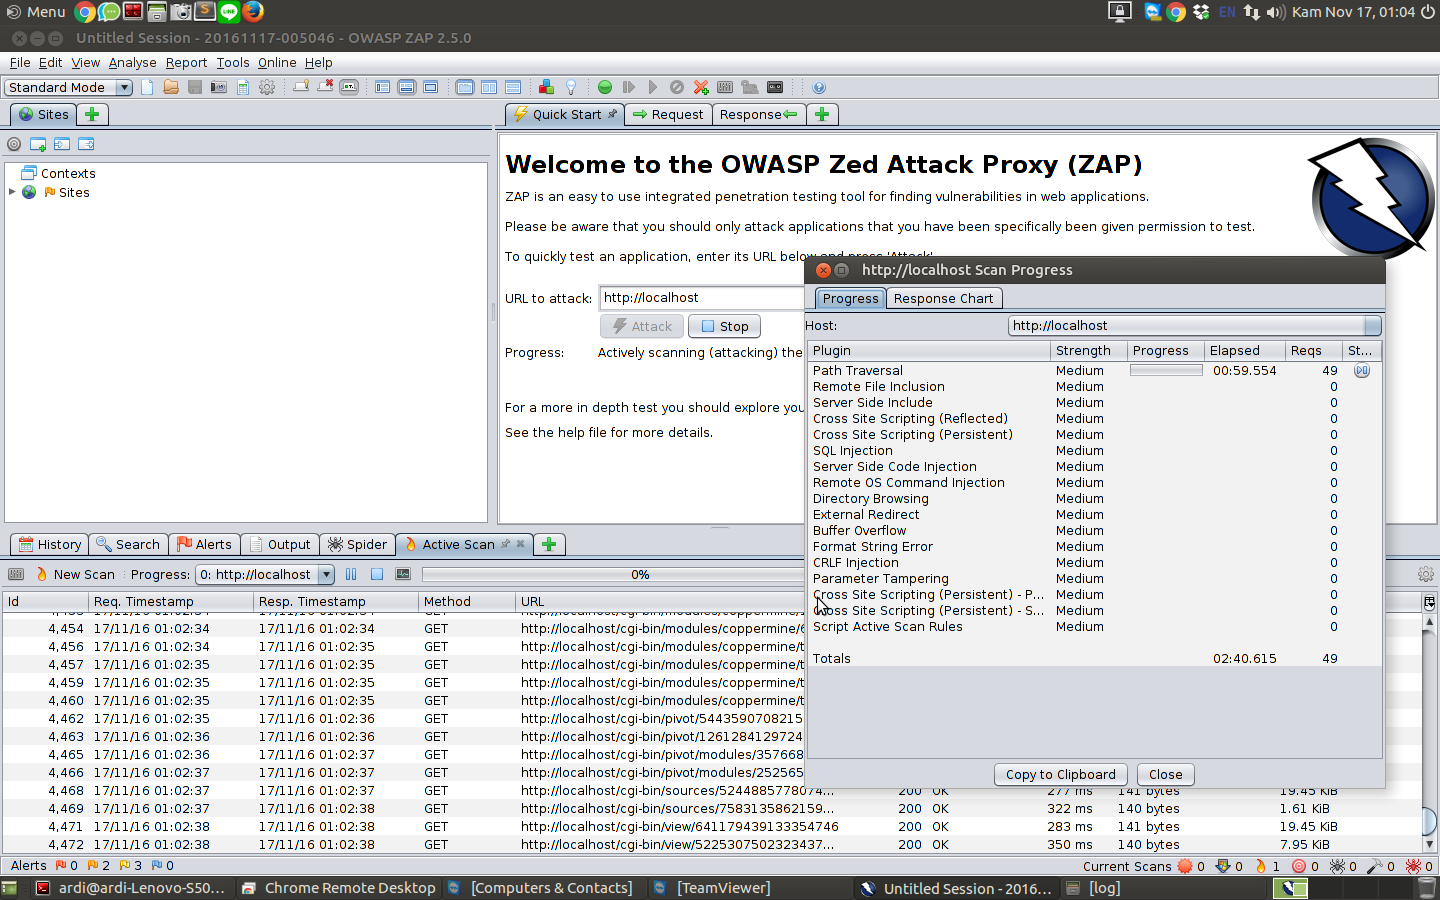 Menu EN Kam Nov 17, 01:04
Untitled Session - 20161117-005046 - OWASP ZAP 2.5.0
File Edit View Analyse Report Tools Online Help
Standard Mode
Sites Quick Start Request Response
Contexts
Sites
Welcome to the OWASP Zed Attack Proxy (ZAP)
ZAP is an easy to use integrated penetration testing tool for finding vulnerabilities in web applications.
Please be aware that you should only attack applications that you have been specifically been given permission to test.
To quickly test an application, enter its URL below and press 'Attack'.
URL to attack: http://localhost
Attack Stop
Progress: Actively scanning (attacking) the
For a more in depth test you should explore you
See the help file for more details.
http://localhost Scan Progress
Progress Response Chart
Host: http://localhost
Plugin Strength Progress Elapsed Reqs St...
Path Traversal Medium 00:59.554 49
Remote File Inclusion Medium 0
Server Side Include Medium 0
Cross Site Scripting (Reflected) Medium 0
Cross Site Scripting (Persistent) Medium 0
SQL Injection Medium 0
Server Side Code Injection Medium 0
Remote OS Command Injection Medium 0
Directory Browsing Medium 0
External Redirect Medium 0
Buffer Overflow Medium 0
Format String Error Medium 0
CRLF Injection Medium 0
Parameter Tampering Medium 0
Cross Site Scripting (Persistent) - P... Medium 0
Cross Site Scripting (Persistent) - S... Medium 0
Script Active Scan Rules Medium 0
Totals 02:40.615 49
Copy to Clipboard Close
History Search Alerts Output Spider Active Scan
New Scan Progress: 0: http://localhost 0%
Id Req. Timestamp Resp. Timestamp Method URL
4,454 17/11/16 01:02:34 17/11/16 01:02:34 GET http://localhost/cgi-bin/modules/coppermine/6
4,456 17/11/16 01:02:34 17/11/16 01:02:35 GET http://localhost/cgi-bin/modules/coppermine/t
4,457 17/11/16 01:02:35 17/11/16 01:02:35 GET http://localhost/cgi-bin/modules/coppermine/t
4,459 17/11/16 01:02:35 17/11/16 01:02:35 GET http://localhost/cgi-bin/modules/coppermine/t
4,460 17/11/16 01:02:35 17/11/16 01:02:35 GET http://localhost/cgi-bin/modules/coppermine/t
4,462 17/11/16 01:02:35 17/11/16 01:02:36 GET http://localhost/cgi-bin/pivot/5443590708215
4,463 17/11/16 01:02:36 17/11/16 01:02:36 GET http://localhost/cgi-bin/pivot/1261284129724
4,465 17/11/16 01:02:36 17/11/16 01:02:37 GET http://localhost/cgi-bin/pivot/modules/357668
4,466 17/11/16 01:02:37 17/11/16 01:02:37 GET http://localhost/cgi-bin/pivot/modules/252565
4,468 17/11/16 01:02:37 17/11/16 01:02:37 GET http://localhost/cgi-bin/sources/5244885778074... 200 OK 277 ms 141 bytes 19.45 KiB
4,469 17/11/16 01:02:37 17/11/16 01:02:38 GET http://localhost/cgi-bin/sources/7583135862159... 200 OK 322 ms 140 bytes 1.61 KiB
4,471 17/11/16 01:02:38 17/11/16 01:02:38 GET http://localhost/cgi-bin/view/641179439133354746 200 OK 283 ms 141 bytes 19.45 KiB
4,472 17/11/16 01:02:38 17/11/16 01:02:38 GET http://localhost/cgi-bin/view/5225307502323437... 200 OK 350 ms 140 bytes 7.95 KiB
Alerts 0 2 3 0 Current Scans 0 0 1 0 0 0 0
ardi@ardi-Lenovo-S50... Chrome Remote Desktop [Computers & Contacts] [TeamViewer] Untitled Session - 2016... [log]